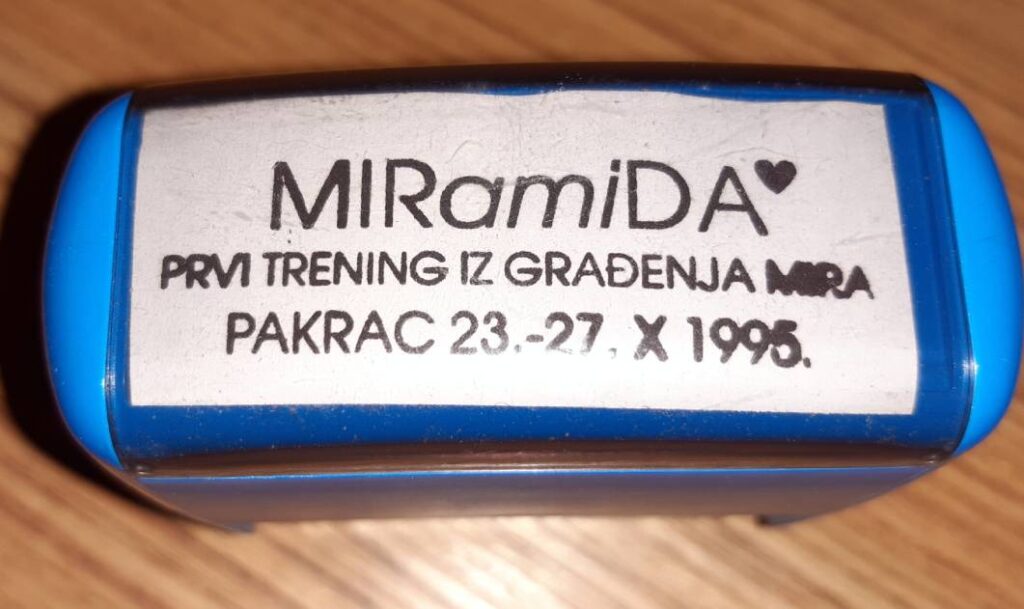 MIRamiDA♥
PRVI TRENING IZ GRAĐENJA MIRA
PAKRAC 23.-27. X 1995.